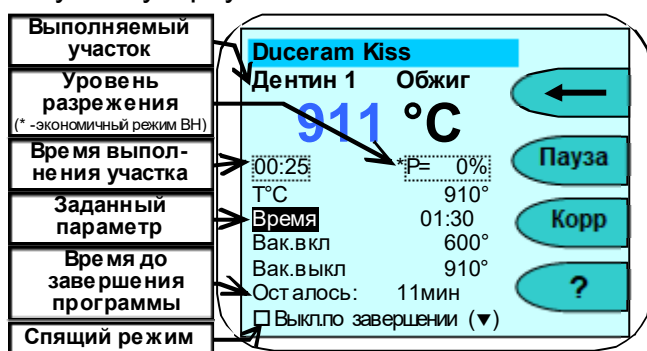 Выполняемый
участок
Уровень
разрежения
(* -экономичный режим ВН)
Время выпол-
нения участка
Заданный
параметр
Время до
завершения
программы
Спящий режим
Duceram Kiss
Дентин 1 Обжиг
911 °C
00:25 *P= 0%
T°C 910°
Время 01:30
Вак.вкл 600°
Вак.выкл 910°
Осталось: 11мин
Выкл.по завершении (▼)
←
Пауза
Корр
?